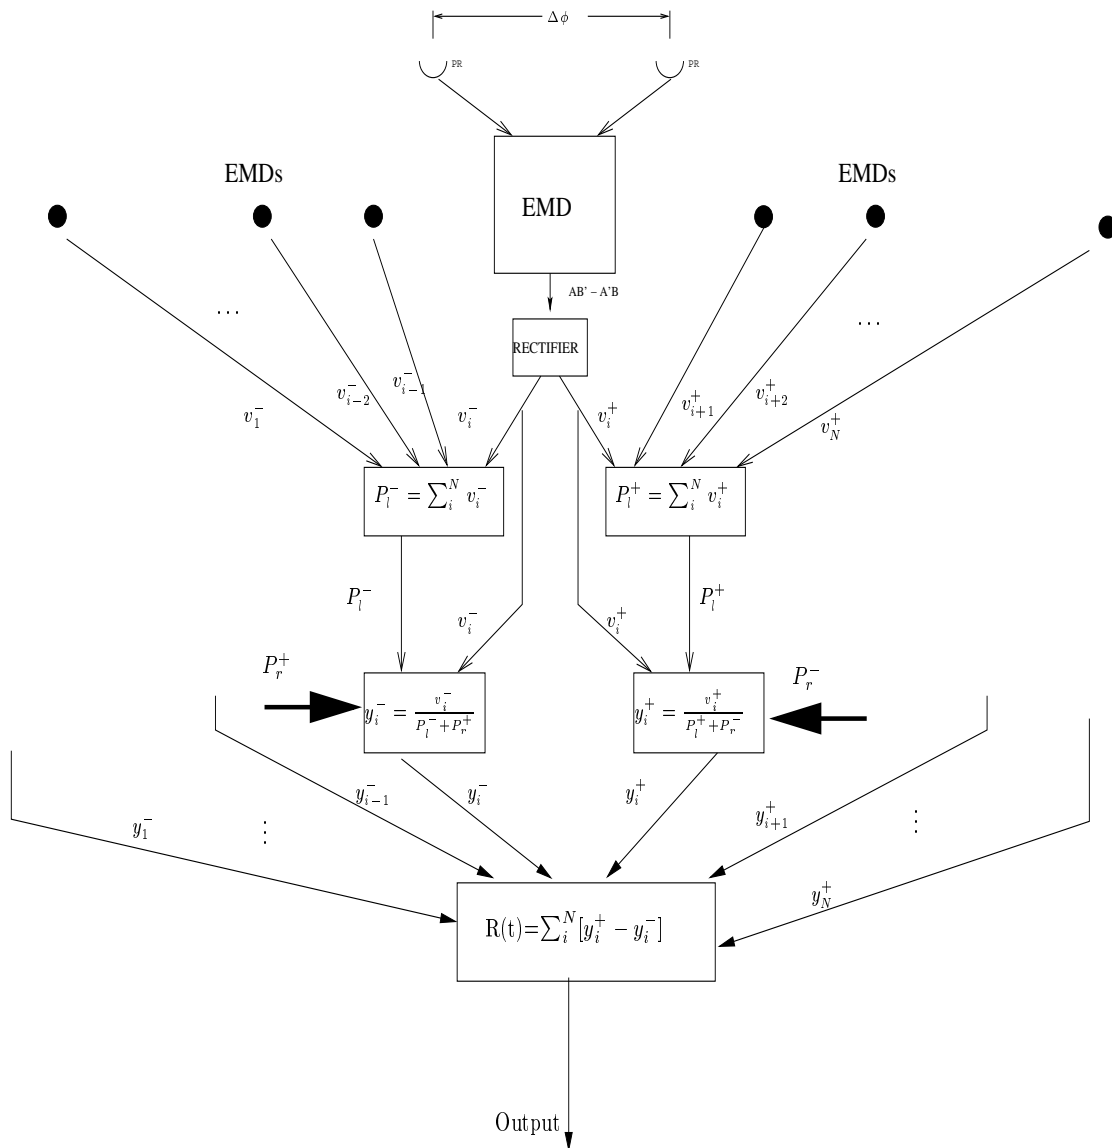 Δϕ
PR PR
EMDs EMDs
EMD
AB' – A'B
... ...
RECTIFIER
v_1^- v_{i-2}^- v_{i-1}^- v_i^- v_i^+ v_{i+1}^+ v_{i+2}^+ v_N^+
P_l^- = ∑_i^N v_i^- P_l^+ = ∑_i^N v_i^+
P_l^- P_l^+
v_i^- v_i^+
P_r^+ P_r^-
y_i^- = \frac{v_i^-}{P_l^- + P_r^+} y_i^+ = \frac{v_i^+}{P_l^+ + P_r^-}
y_1^- y_{i-1}^- y_i^- y_i^+ y_{i+1}^+ y_N^+
⋮ ⋮
R(t)=∑_i^N [y_i^+ − y_i^-]
Output